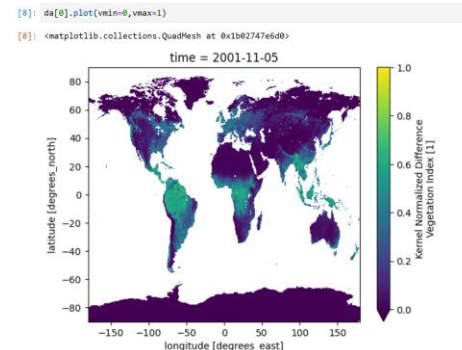 [8]: da[0].plot(vmin=0,vmax=1)
[8]: <matplotlib.collections.QuadMesh at 0x1b02747e6d0>
time = 2001-11-05
80
60
40
20
0
−20
−40
−60
−80
latitude [degrees_north]
−150 −100 −50 0 50 100 150
longitude [degrees_east]
1.0
0.8
0.6
0.4
0.2
0.0
Kernel Normalized Difference
Vegetation Index [1]